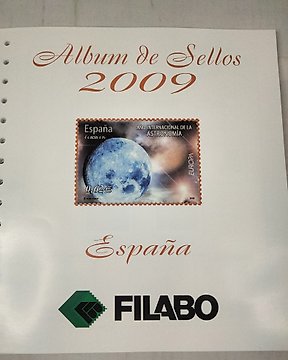 Album de Sellos
2009
España
AÑO INTERNACIONAL DE LA
ASTRONOMÍA
EUROPA
España
FILABO